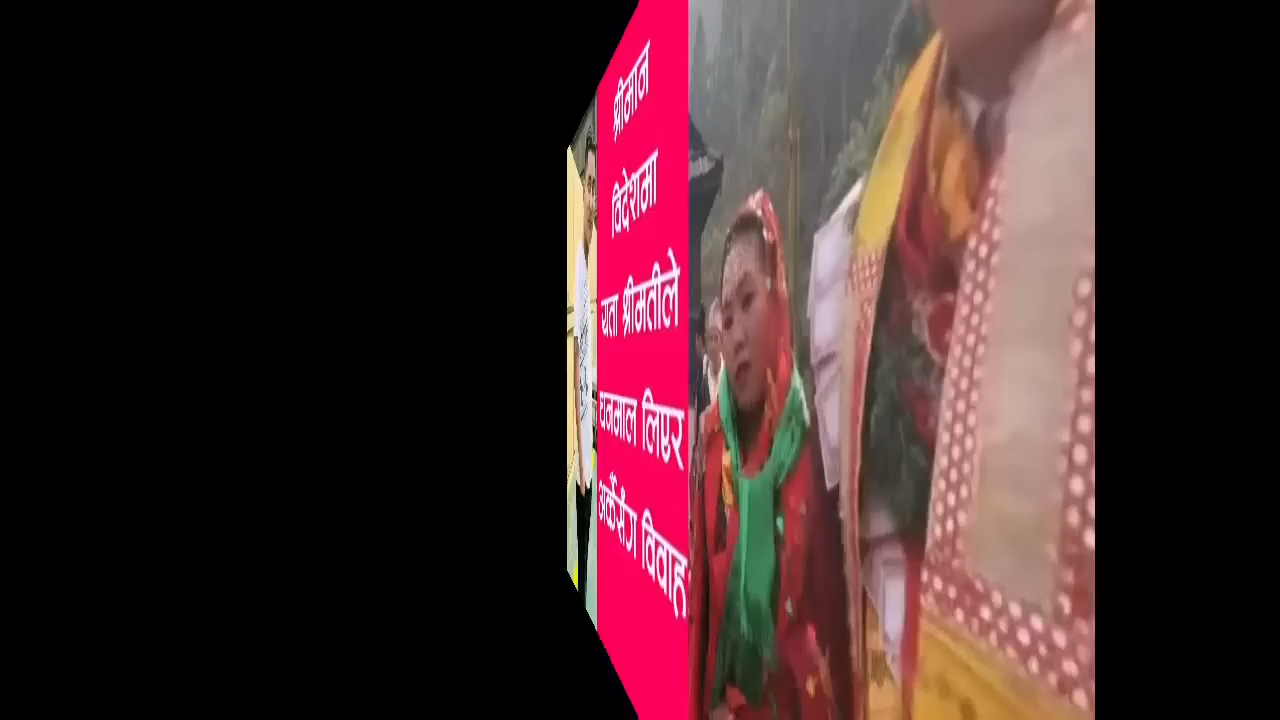 श्रीमान
विदेशमा
यता श्रीमतीले
धनमाल लिएर
अर्कैसँग विवाह